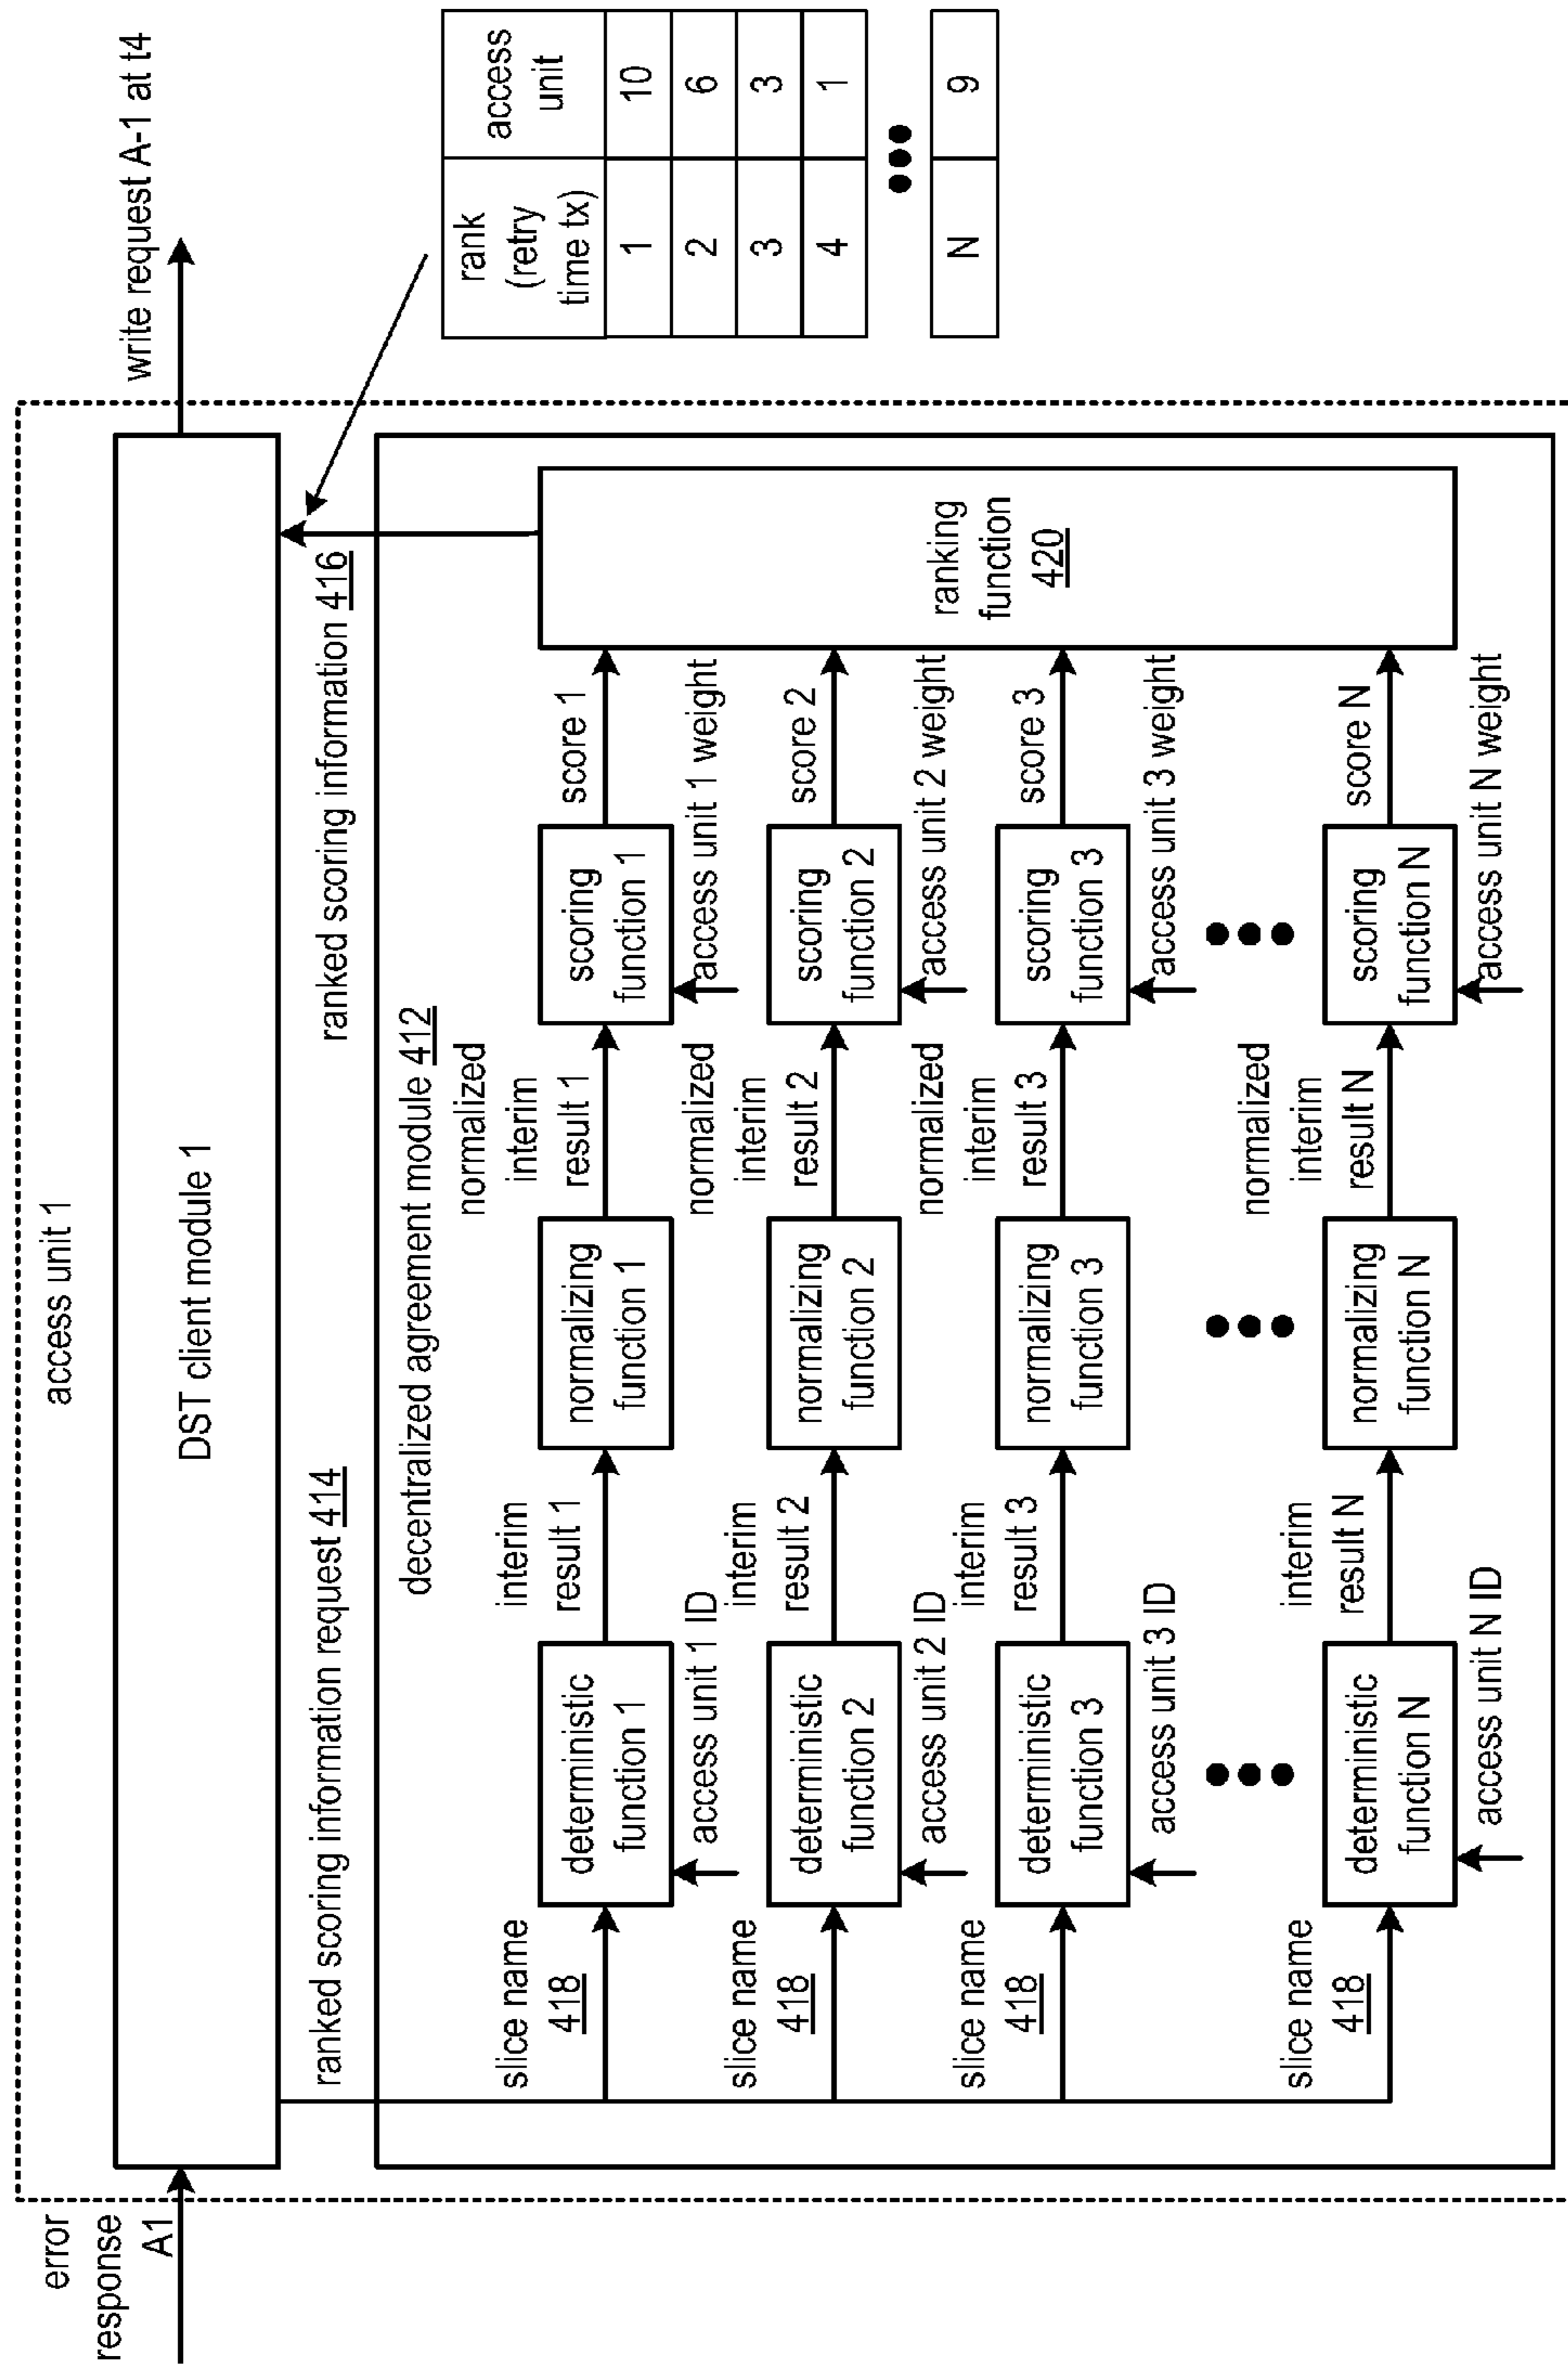 access unit 1
error
response
A1
DST client module 1
write request A-1 at t4
ranked scoring information request 414
ranked scoring information 416
rank
(retry
time tx)
access
unit
1
10
2
6
3
3
4
1
N
9
decentralized agreement module 412
slice name
418
deterministic
function 1
access unit 1 ID
interim
result 1
normalizing
function 1
normalized
interim
result 1
scoring
function 1
access unit 1 weight
score 1
slice name
418
deterministic
function 2
access unit 2 ID
interim
result 2
normalizing
function 2
normalized
interim
result 2
scoring
function 2
access unit 2 weight
score 2
slice name
418
deterministic
function 3
access unit 3 ID
interim
result 3
normalizing
function 3
normalized
interim
result 3
scoring
function 3
access unit 3 weight
score 3
slice name
418
deterministic
function N
access unit N ID
interim
result N
normalizing
function N
normalized
interim
result N
scoring
function N
access unit N weight
score N
ranking
function
420